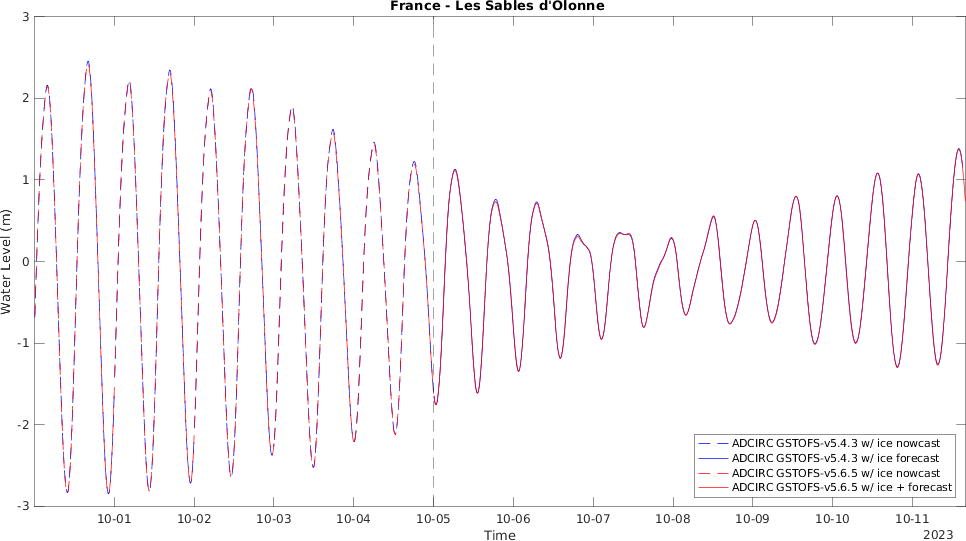 France - Les Sables d'Olonne
3
2
1
0
-1
-2
-3
Water Level (m)
ADCIRC GSTOFS-v5.4.3 w/ ice nowcast
ADCIRC GSTOFS-v5.4.3 w/ ice forecast
ADCIRC GSTOFS-v5.6.5 w/ ice nowcast
ADCIRC GSTOFS-v5.6.5 w/ ice + forecast
10-01 10-02 10-03 10-04 10-05 10-06 10-07 10-08 10-09 10-10 10-11
Time
2023